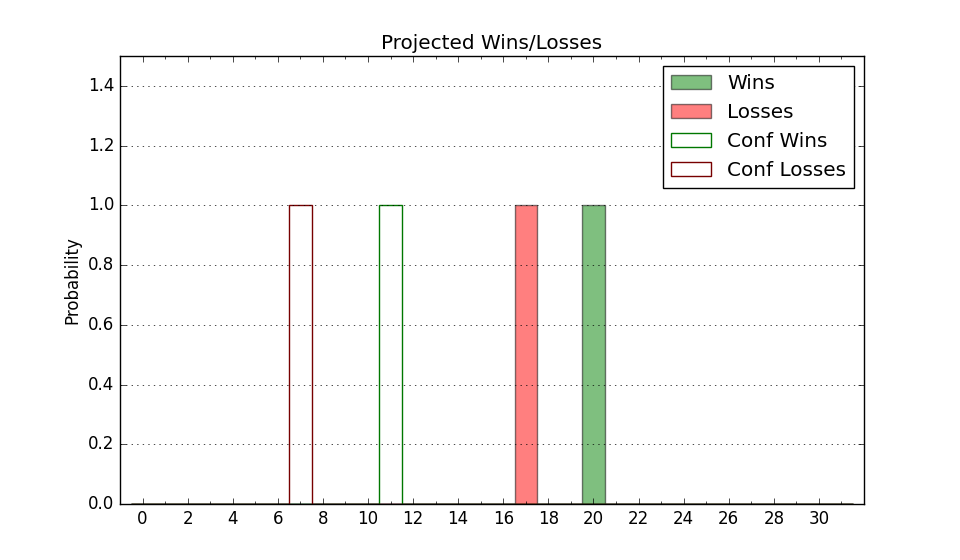 Projected Wins/Losses
Wins
Losses
Conf Wins
Conf Losses
Probability
1.4
1.2
1.0
0.8
0.6
0.4
0.2
0.0
0 2 4 6 8 10 12 14 16 18 20 22 24 26 28 30